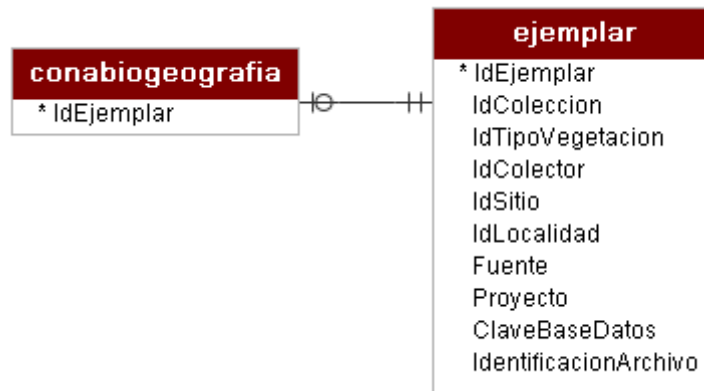 conabiogeografia
* IdEjemplar
ejemplar
* IdEjemplar
IdColeccion
IdTipoVegetacion
IdColector
IdSitio
IdLocalidad
Fuente
Proyecto
ClaveBaseDatos
IdentificacionArchivo